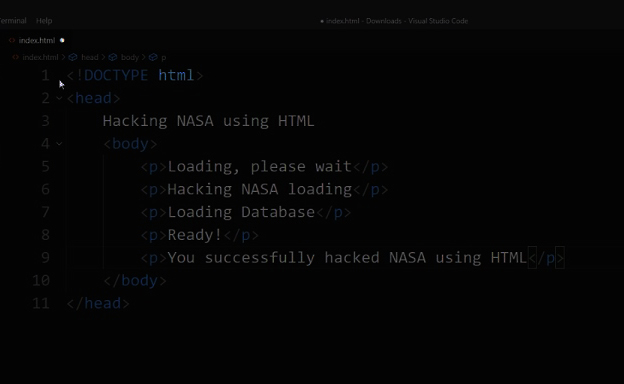 Terminal Help
● index.html - Downloads - Visual Studio Code
<> index.html ●
<> index.html > head > body > p
1 <!DOCTYPE html>
2 <head>
3 Hacking NASA using HTML
4 <body>
5 <p>Loading, please wait</p>
6 <p>Hacking NASA loading</p>
7 <p>Loading Database</p>
8 <p>Ready!</p>
9 <p>You successfully hacked NASA using HTML</p>
10 </body>
11 </head>